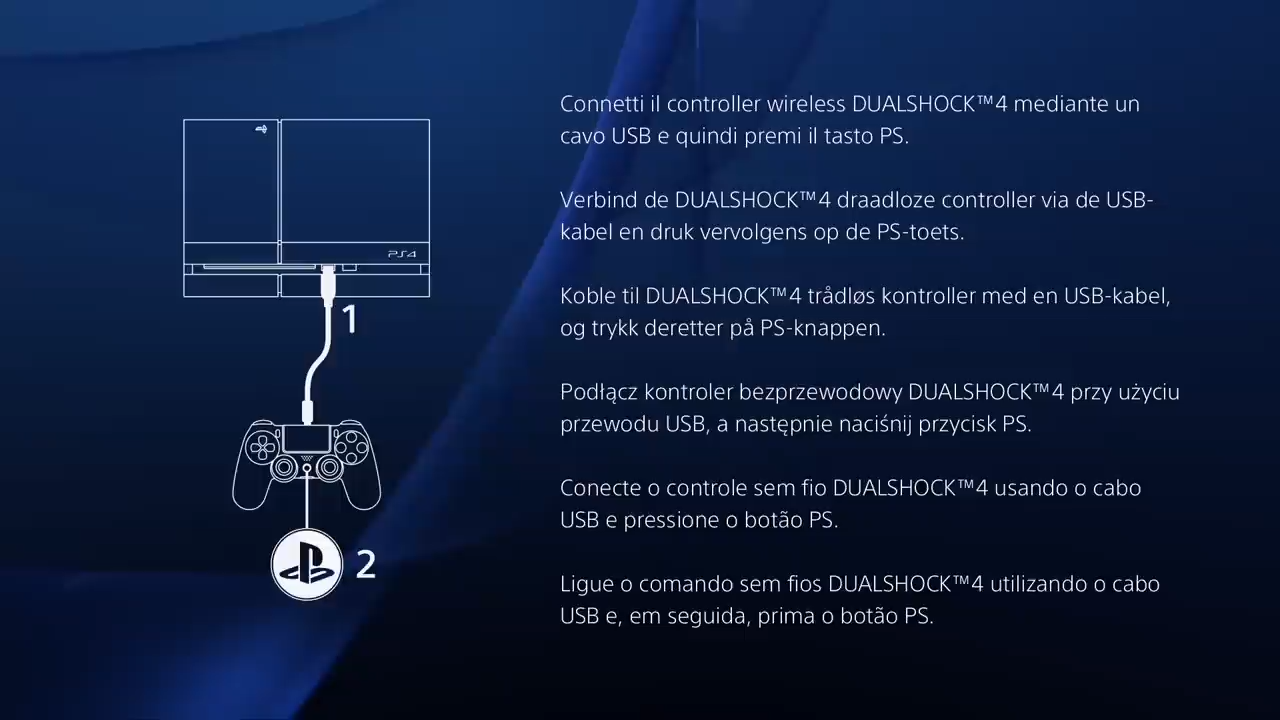 Connetti il controller wireless DUALSHOCK™4 mediante un
cavo USB e quindi premi il tasto PS.
Verbind de DUALSHOCK™4 draadloze controller via de USB-
kabel en druk vervolgens op de PS-toets.
Koble til DUALSHOCK™4 trådløs kontroller med en USB-kabel,
og trykk deretter på PS-knappen.
Podłącz kontroler bezprzewodowy DUALSHOCK™4 przy użyciu
przewodu USB, a następnie naciśnij przycisk PS.
Conecte o controle sem fio DUALSHOCK™4 usando o cabo
USB e pressione o botão PS.
Ligue o comando sem fios DUALSHOCK™4 utilizando o cabo
USB e, em seguida, prima o botão PS.
PS4
1
2